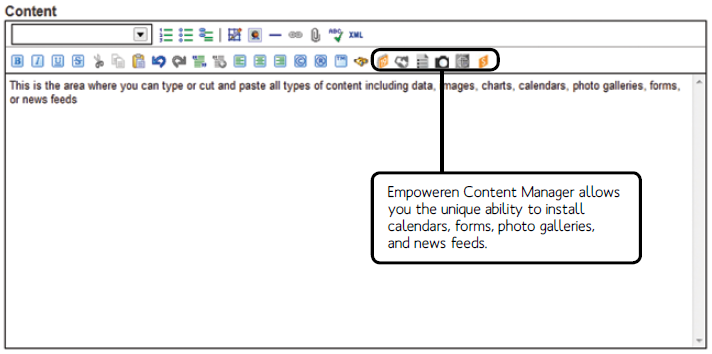 Content
ABC
XML
B I U S
This is the area where you can type or cut and paste all types of content including data, images, charts, calendars, photo galleries, forms,
or news feeds
Empoweren Content Manager allows
you the unique ability to install
calendars, forms, photo galleries,
and news feeds.